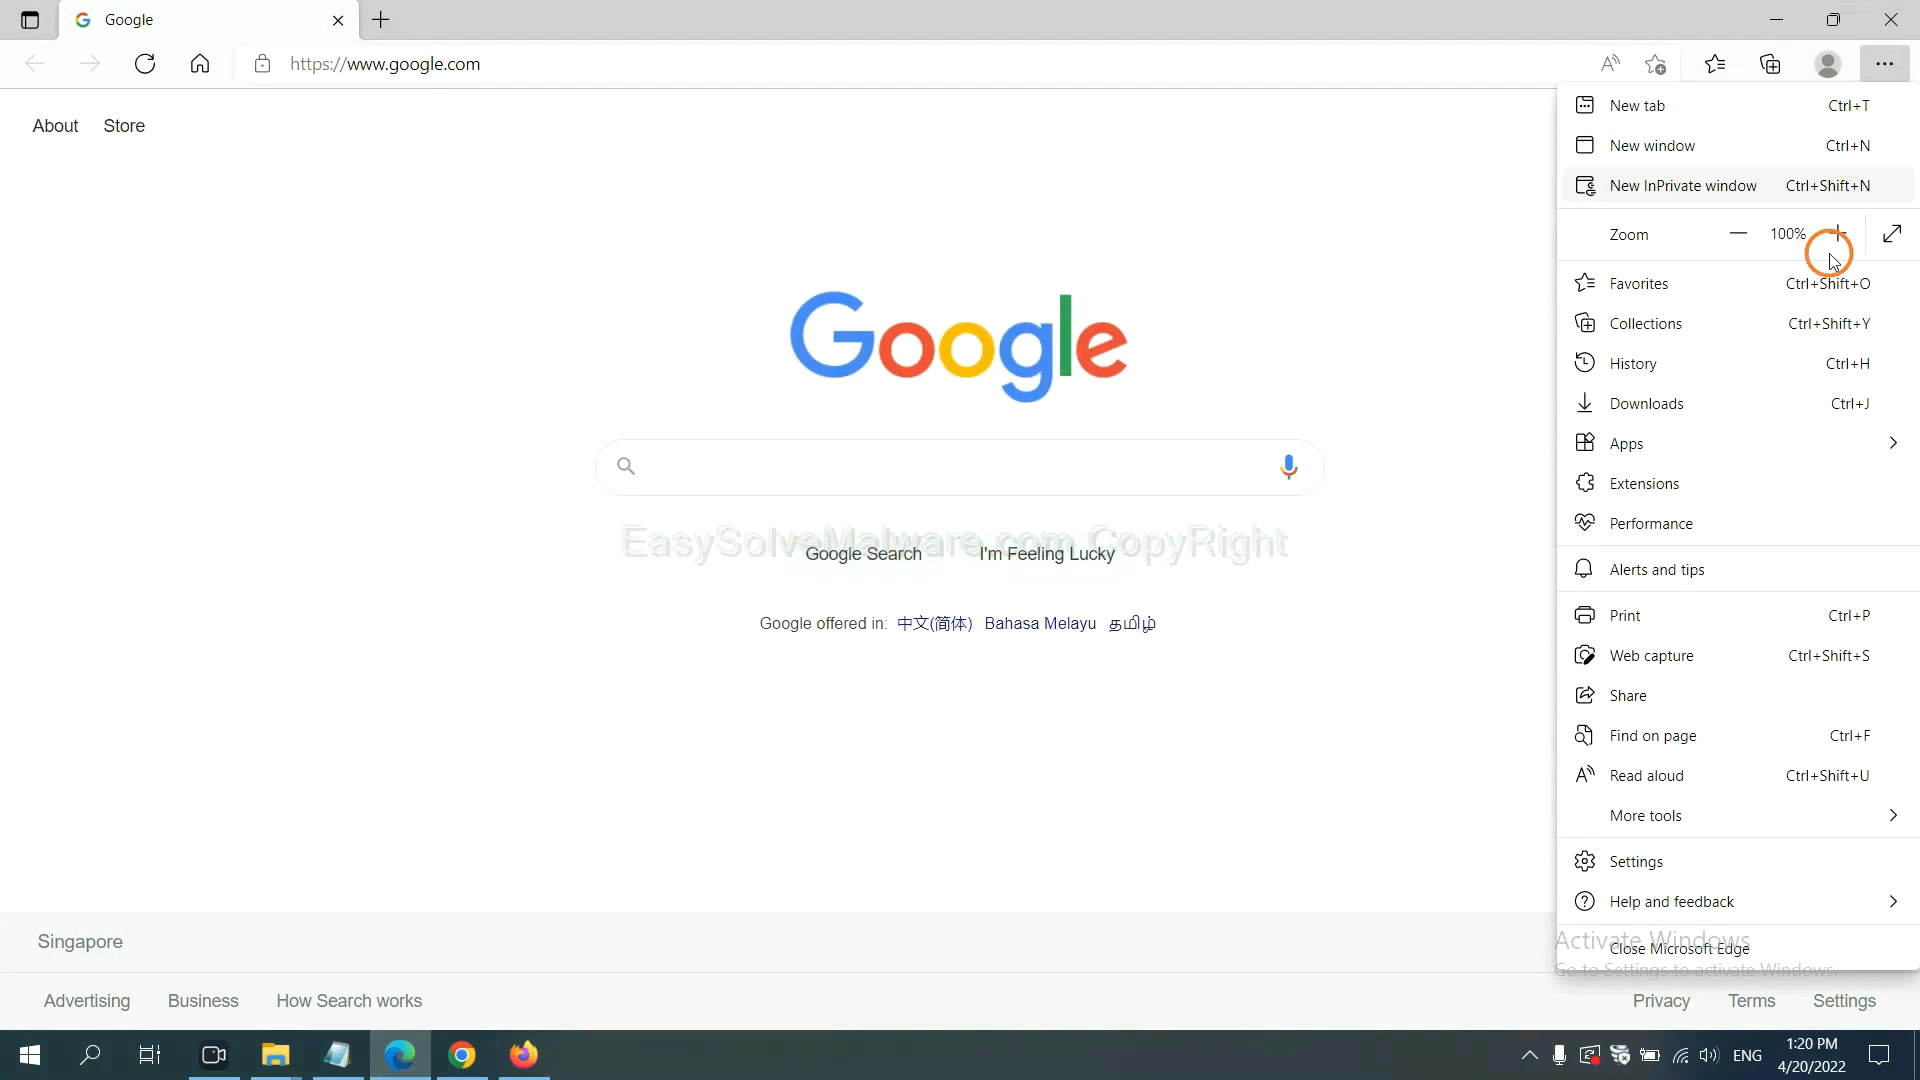 Google
https://www.google.com
About Store
New tab Ctrl+T
New window Ctrl+N
New InPrivate window Ctrl+Shift+N
Zoom 100%
Favorites Ctrl+Shift+O
Collections Ctrl+Shift+Y
History Ctrl+H
Downloads Ctrl+J
Apps
Extensions
Performance
Alerts and tips
Print Ctrl+P
Web capture Ctrl+Shift+S
Share
Find on page Ctrl+F
Read aloud Ctrl+Shift+U
More tools
Settings
Help and feedback
Close Microsoft Edge
Activate Windows
Go to Settings to activate Windows.
Google
EasySolveMalware.com CopyRight
Google Search I'm Feeling Lucky
Google offered in: 中文(简体) Bahasa Melayu தமிழ்
Singapore
Advertising Business How Search works Privacy Terms Settings
ENG
1:20 PM
4/20/2022